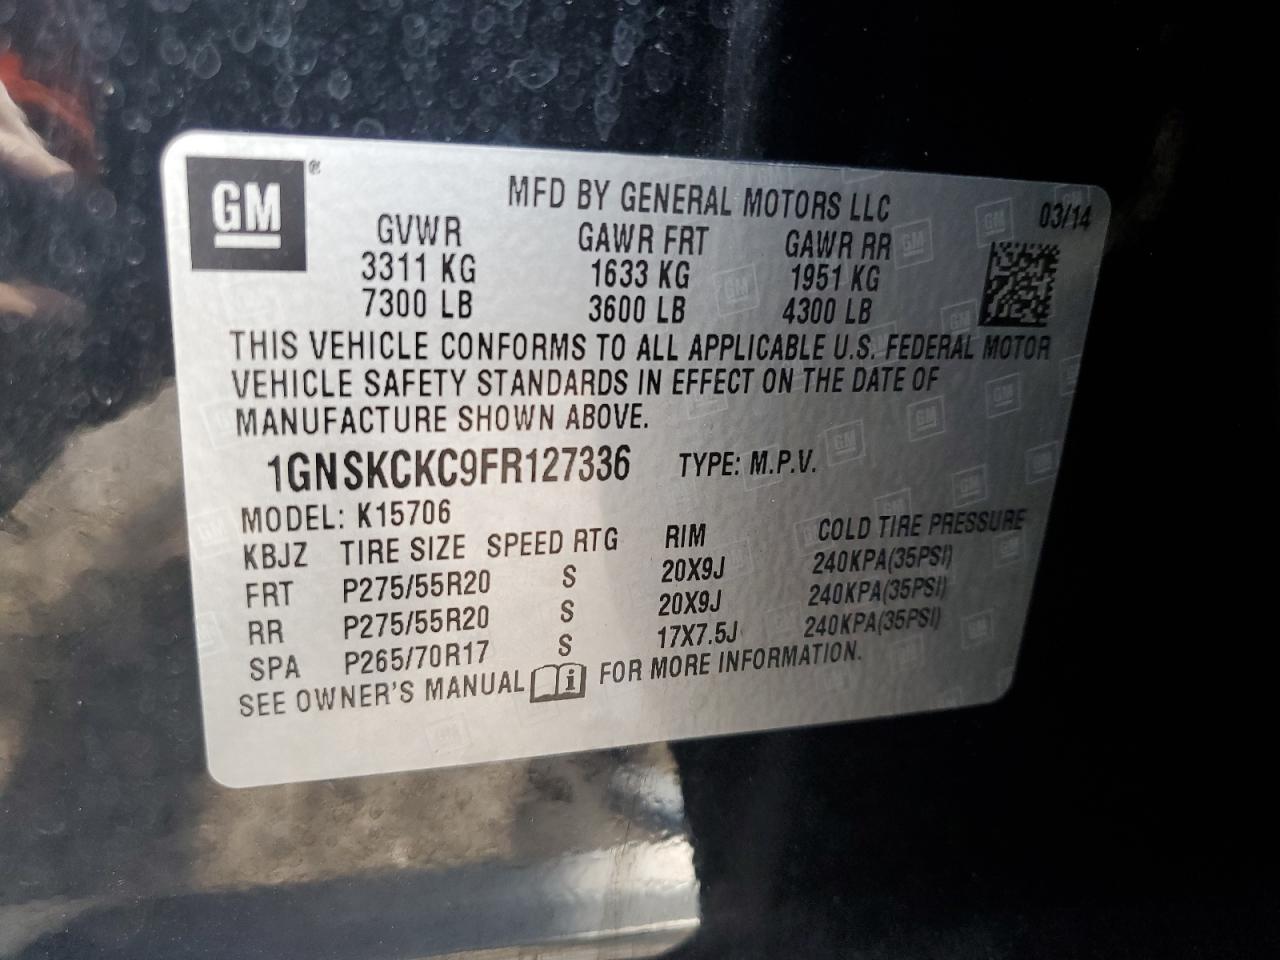 GM®
MFD BY GENERAL MOTORS LLC
03/14
GVWR GAWR FRT GAWR RR
3311 KG 1633 KG 1951 KG
7300 LB 3600 LB 4300 LB
THIS VEHICLE CONFORMS TO ALL APPLICABLE U.S. FEDERAL MOTOR
VEHICLE SAFETY STANDARDS IN EFFECT ON THE DATE OF
MANUFACTURE SHOWN ABOVE.
1GNSKCKC9FR127336 TYPE: M.P.V.
MODEL: K15706
KBJZ TIRE SIZE SPEED RTG RIM COLD TIRE PRESSURE
FRT P275/55R20 S 20X9J 240KPA(35PSI)
RR P275/55R20 S 20X9J 240KPA(35PSI)
SPA P265/70R17 S 17X7.5J 240KPA(35PSI)
SEE OWNER'S MANUAL i FOR MORE INFORMATION.